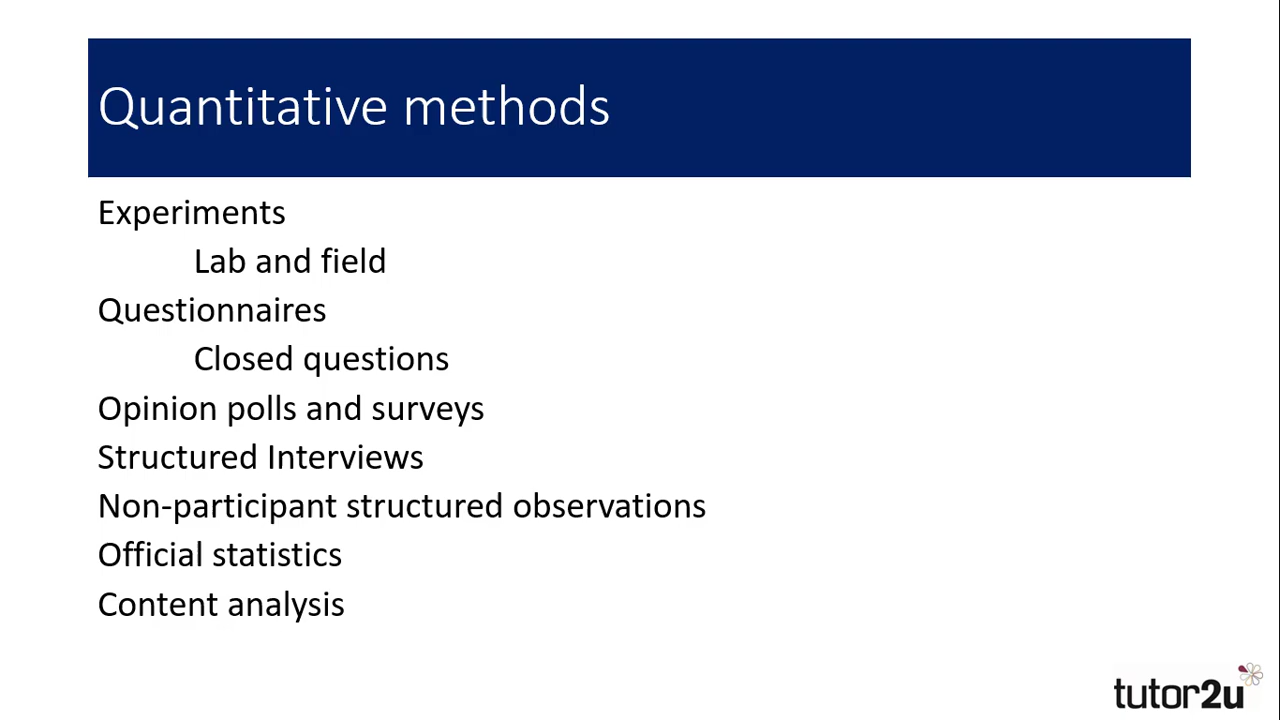 Quantitative methods
Experiments
Lab and field
Questionnaires
Closed questions
Opinion polls and surveys
Structured Interviews
Non-participant structured observations
Official statistics
Content analysis
tutor2u